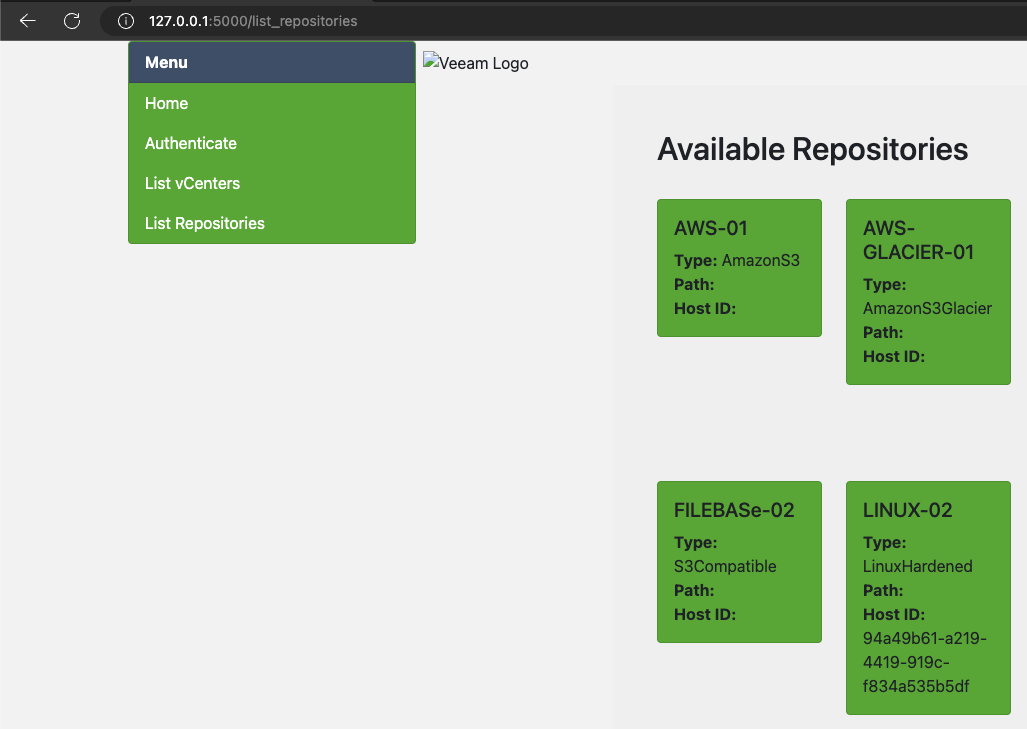 127.0.0.1:5000/list_repositories
Menu
Home
Authenticate
List vCenters
List Repositories
Veeam Logo
Available Repositories
AWS-01
Type: AmazonS3
Path:
Host ID:
AWS-
GLACIER-01
Type:
AmazonS3Glacier
Path:
Host ID:
FILEBASe-02
Type:
S3Compatible
Path:
Host ID:
LINUX-02
Type:
LinuxHardened
Path:
Host ID:
94a49b61-a219-
4419-919c-
f834a535b5df